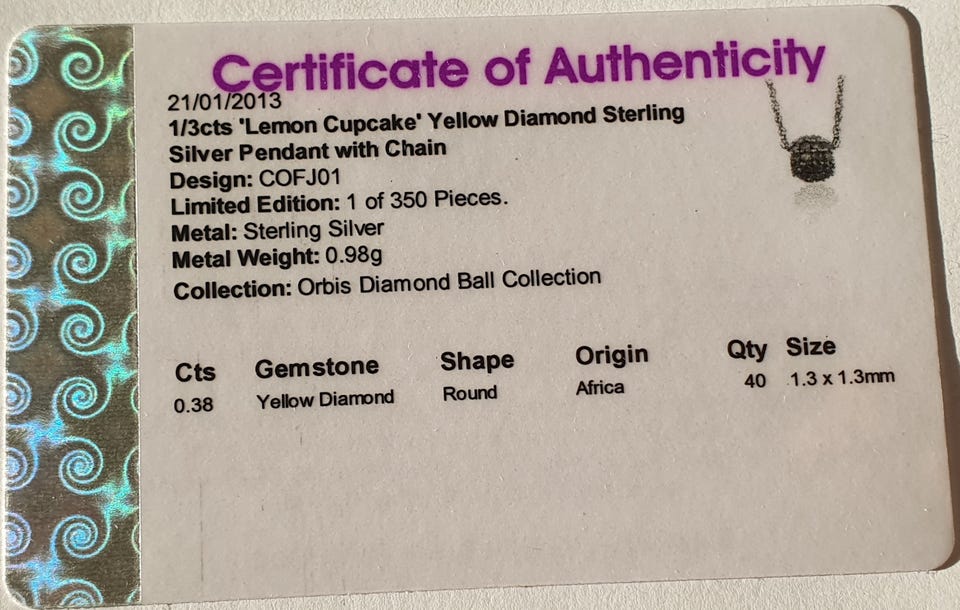 Certificate of Authenticity
21/01/2013
1/3cts 'Lemon Cupcake' Yellow Diamond Sterling
Silver Pendant with Chain
Design: COFJ01
Limited Edition: 1 of 350 Pieces.
Metal: Sterling Silver
Metal Weight: 0.98g
Collection: Orbis Diamond Ball Collection
Cts Gemstone Shape Origin Qty Size
0.38 Yellow Diamond Round Africa 40 1.3 x 1.3mm